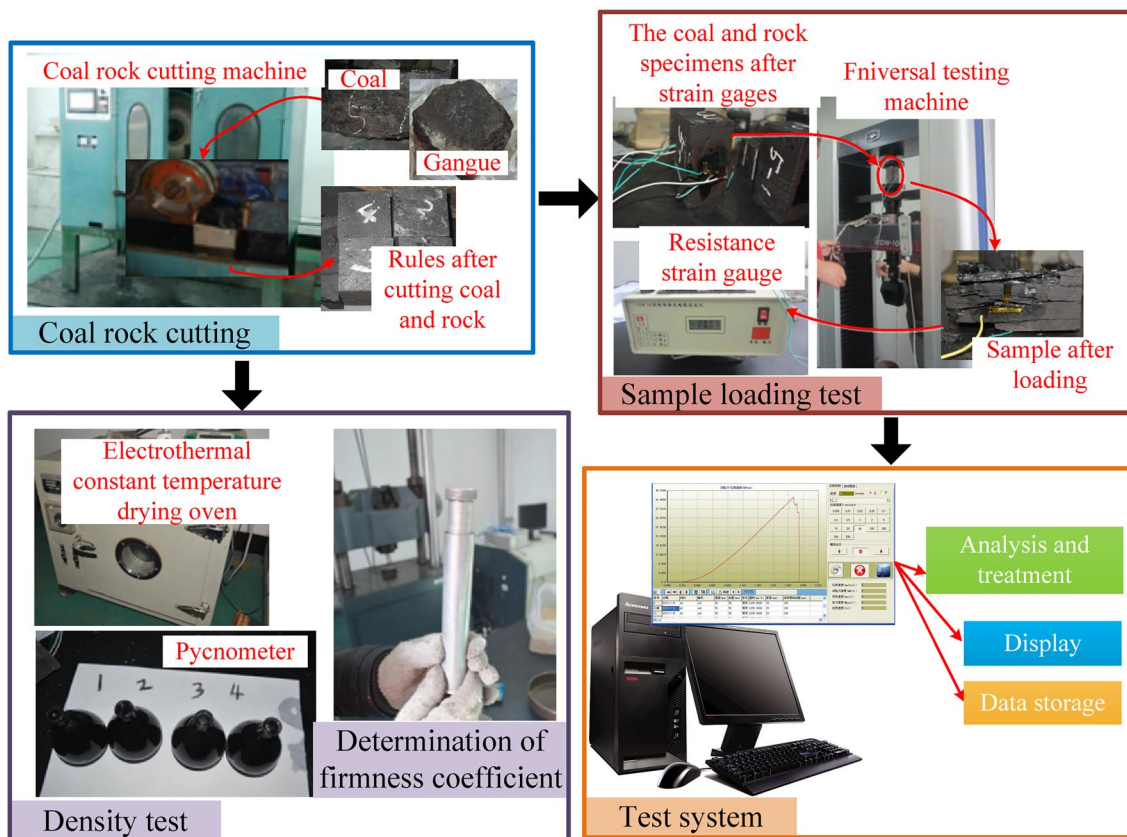 Coal rock cutting machine
Coal
Gangue
Rules after
cutting coal
and rock
Coal rock cutting
The coal and rock
specimens after
strain gages
Fniversal testing
machine
Resistance
strain gauge
Sample after
loading
Sample loading test
Electrothermal
constant temperature
drying oven
Pycnometer
1 2 3 4
Determination of
firmness coefficient
Density test
Analysis and
treatment
Display
Data storage
Test system